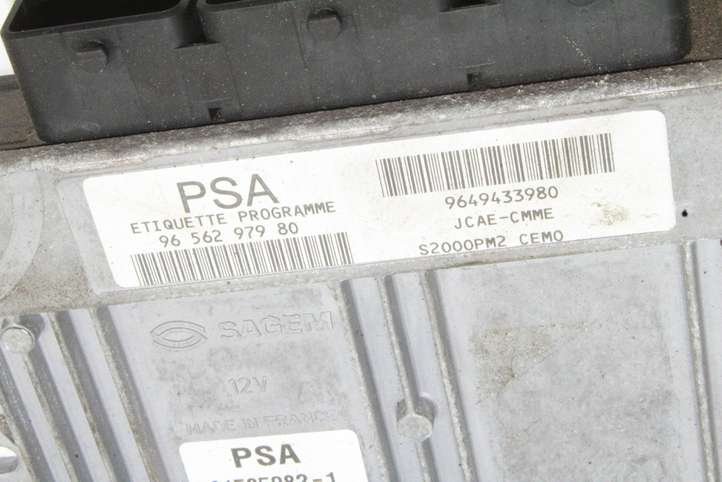 PSA
ETIQUETTE PROGRAMME
96 562 979 80
9649433980
JCAE-CMME
S2000PM2 CEMO
SAGEM
12V
MADE IN FRANCE
PSA